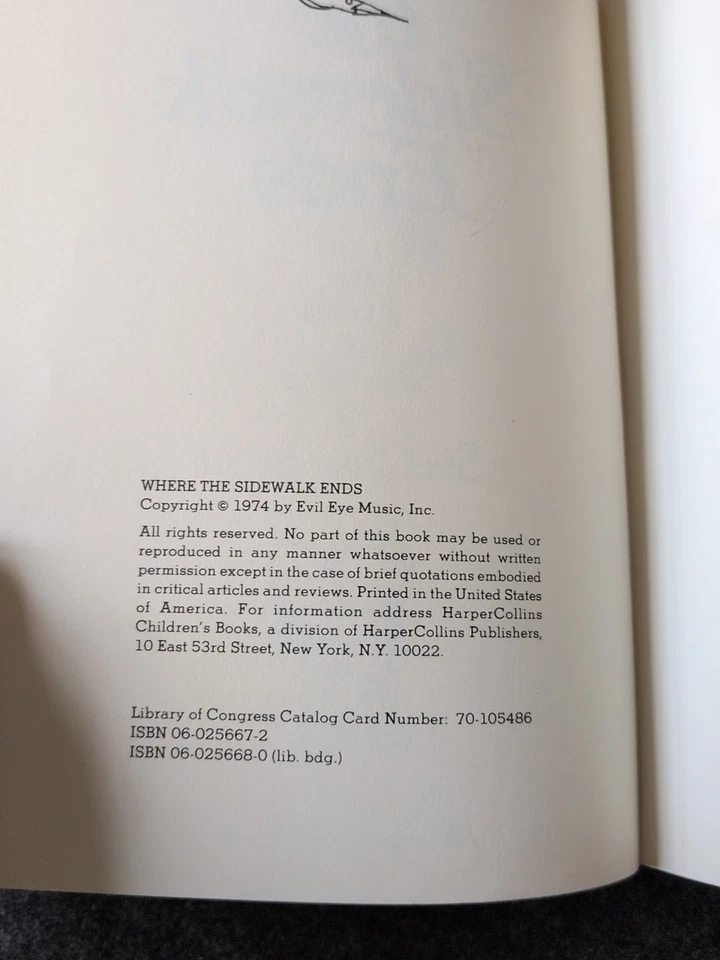 WHERE THE SIDEWALK ENDS
Copyright © 1974 by Evil Eye Music, Inc.
All rights reserved. No part of this book may be used or
reproduced in any manner whatsoever without written
permission except in the case of brief quotations embodied
in critical articles and reviews. Printed in the United States
of America. For information address HarperCollins
Children's Books, a division of HarperCollins Publishers,
10 East 53rd Street, New York, N.Y. 10022.
Library of Congress Catalog Card Number: 70-105486
ISBN 06-025667-2
ISBN 06-025668-0 (lib. bdg.)